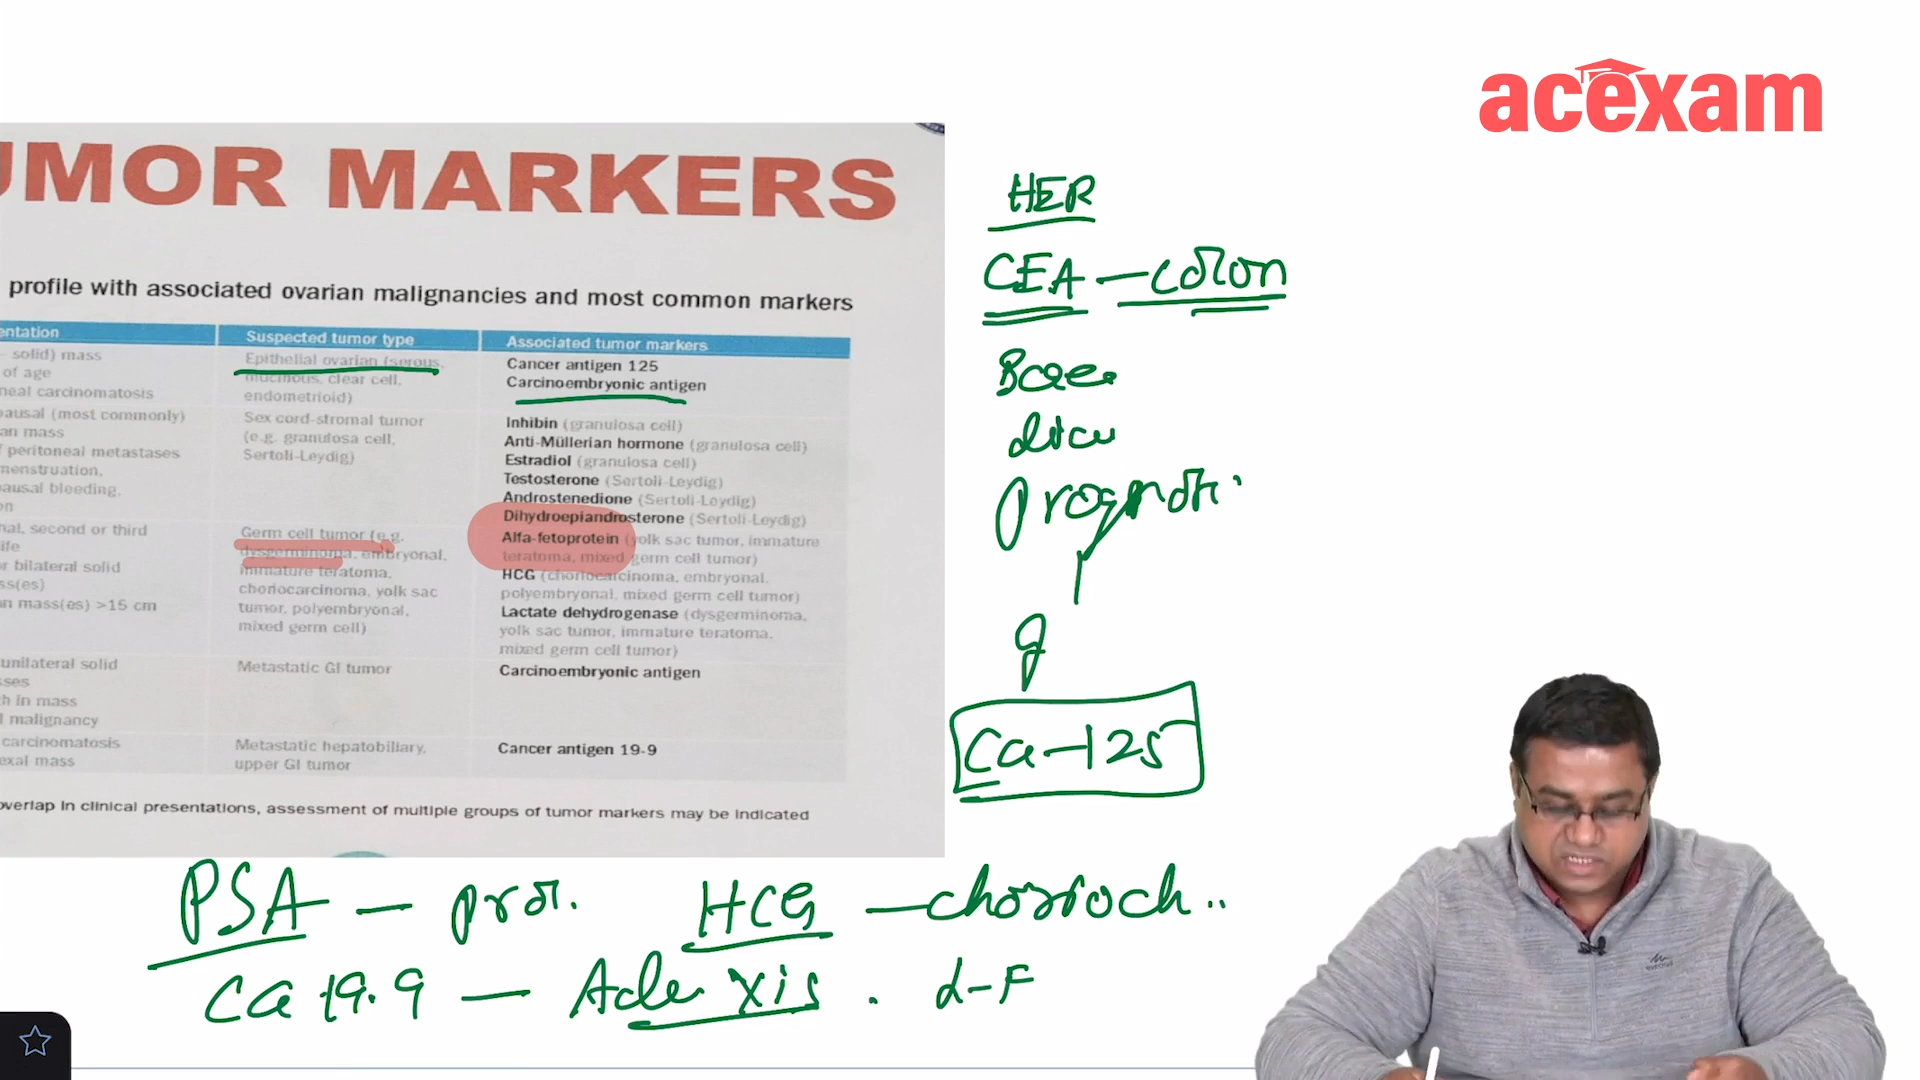 acexam
UMOR MARKERS
profile with associated ovarian malignancies and most common markers
entation Suspected tumor type Associated tumor markers
- solid) mass
of age
neal carcinomatosis
Epithelial ovarian (serous,
mucinous, clear cell,
endometrioid)
Cancer antigen 125
Carcinoembryonic antigen
pausal (most commonly)
an mass
f peritoneal metastases
menstruation,
pausal bleeding,
on
Sex cord-stromal tumor
(e.g. granulosa cell,
Sertoli-Leydig)
Inhibin (granulosa cell)
Anti-Müllerian hormone (granulosa cell)
Estradiol (granulosa cell)
Testosterone (Sertoli-Leydig)
Androstenedione (Sertoli-Leydig)
Dihydroepiandrosterone (Sertoli-Leydig)
nal, second or third
life
or bilateral solid
ss(es)
an mass(es) >15 cm
Germ cell tumor (e.g.
dysgerminoma, embryonal,
immature teratoma,
choriocarcinoma, yolk sac
tumor, polyembryonal,
mixed germ cell)
Alfa-fetoprotein (yolk sac tumor, immature
teratoma, mixed germ cell tumor)
HCG (choriocarcinoma, embryonal,
polyembryonal, mixed germ cell tumor)
Lactate dehydrogenase (dysgerminoma,
yolk sac tumor, immature teratoma,
mixed germ cell tumor)
unilateral solid
sses
th in mass
l malignancy
Metastatic GI tumor
Carcinoembryonic antigen
carcinomatosis
exal mass
Metastatic hepatobiliary,
upper GI tumor
Cancer antigen 19-9
overlap in clinical presentations, assessment of multiple groups of tumor markers may be indicated
HER
CEA – colon
Ca-125
PSA – pros. HCG –
Ca 19.9 – α-F